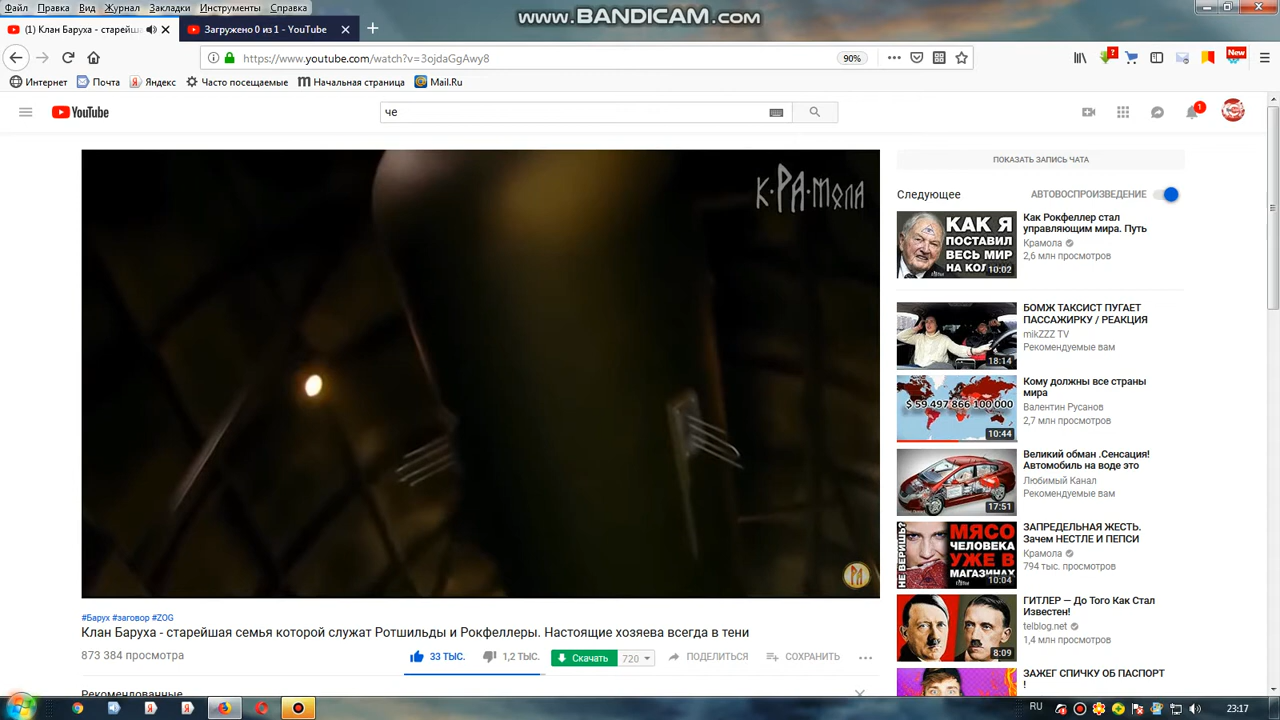 Файл Правка Вид Журнал Закладки Инструменты Справка
www.BANDICAM.com
(1) Клан Баруха - старейш
Загружено 0 из 1 - YouTube
https://www.youtube.com/watch?v=3ojdaGgAwy8
90%
New
Интернет Почта Яндекс Часто посещаемые Начальная страница Mail.Ru
YouTube
че
1
К·РА·МОЛА
ПОКАЗАТЬ ЗАПИСЬ ЧАТА
Следующее
АВТОВОСПРОИЗВЕДЕНИЕ
КАК Я
ПОСТАВИЛ
ВЕСЬ МИР
НА КОЛ
10:02
Как Рокфеллер стал
управляющим мира. Путь
Крамола
2,6 млн просмотров
18:14
БОМЖ ТАКСИСТ ПУГАЕТ
ПАССАЖИРКУ / РЕАКЦИЯ
mikZZZ TV
Рекомендуемые вам
$ 59 497 866 100 000
10:44
Кому должны все страны
мира
Валентин Русанов
2,7 млн просмотров
17:51
Великий обман .Сенсация!
Автомобиль на воде это
Любимый Канал
Рекомендуемые вам
НЕ ВЕРИШЬ?
МЯСО
ЧЕЛОВЕКА
УЖЕ В
МАГАЗИНАХ
10:04
ЗАПРЕДЕЛЬНАЯ ЖЕСТЬ.
Зачем НЕСТЛЕ И ПЕПСИ
Крамола
794 тыс. просмотров
8:09
ГИТЛЕР — До Того Как Стал
Известен!
telblog.net
1,4 млн просмотров
ЗАЖЕГ СПИЧКУ ОБ ПАСПОРТ
!
#Барух #заговор #ZOG
Клан Баруха - старейшая семья которой служат Ротшильды и Рокфеллеры. Настоящие хозяева всегда в тени
873 384 просмотра
33 ТЫС.
1,2 ТЫС.
Скачать
720
ПОДЕЛИТЬСЯ
СОХРАНИТЬ
Рекомендованные
RU
23:17